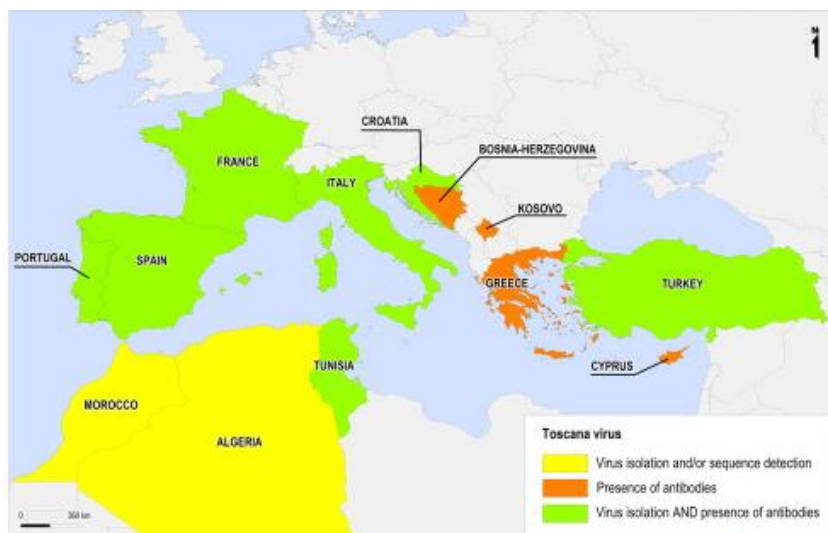 N
CROATIA
BOSNIA-HERZEGOVINA
FRANCE
ITALY
KOSOVO
PORTUGAL
SPAIN
GREECE
TURKEY
TUNISIA
CYPRUS
MOROCCO
ALGERIA
Toscana virus
Virus isolation and/or sequence detection
Presence of antibodies
Virus isolation AND presence of antibodies
0